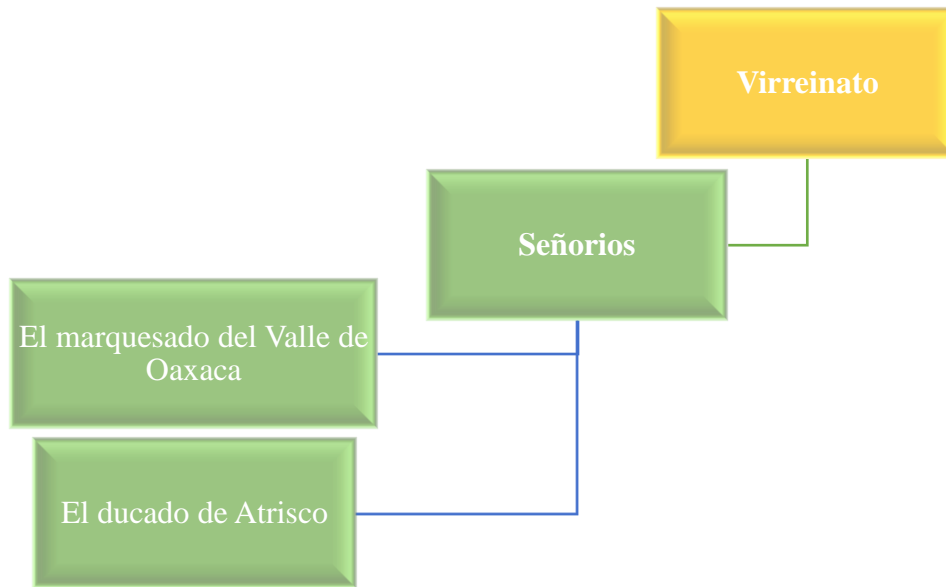 Virreinato
Señorios
El marquesado del Valle de
Oaxaca
El ducado de Atrisco